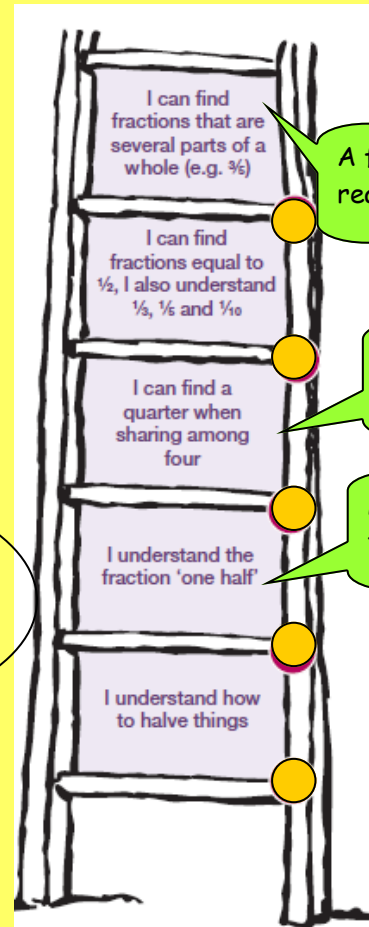 I can find
fractions that are
several parts of a
whole (e.g. ⅗)
A
I can find
fractions equal to
½, I also understand
⅓, ⅕ and ⅒
I can find a
quarter when
sharing among
four
I understand the
fraction ‘one half’
I understand how
to halve things